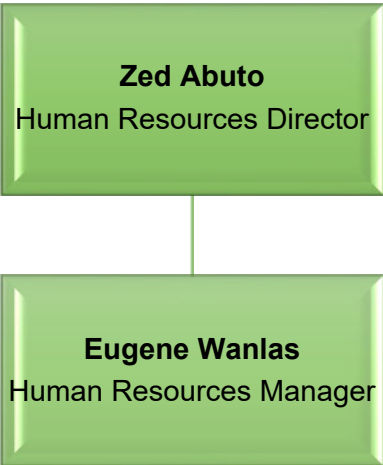 Zed Abuto
Human Resources Director
Eugene Wanlas
Human Resources Manager